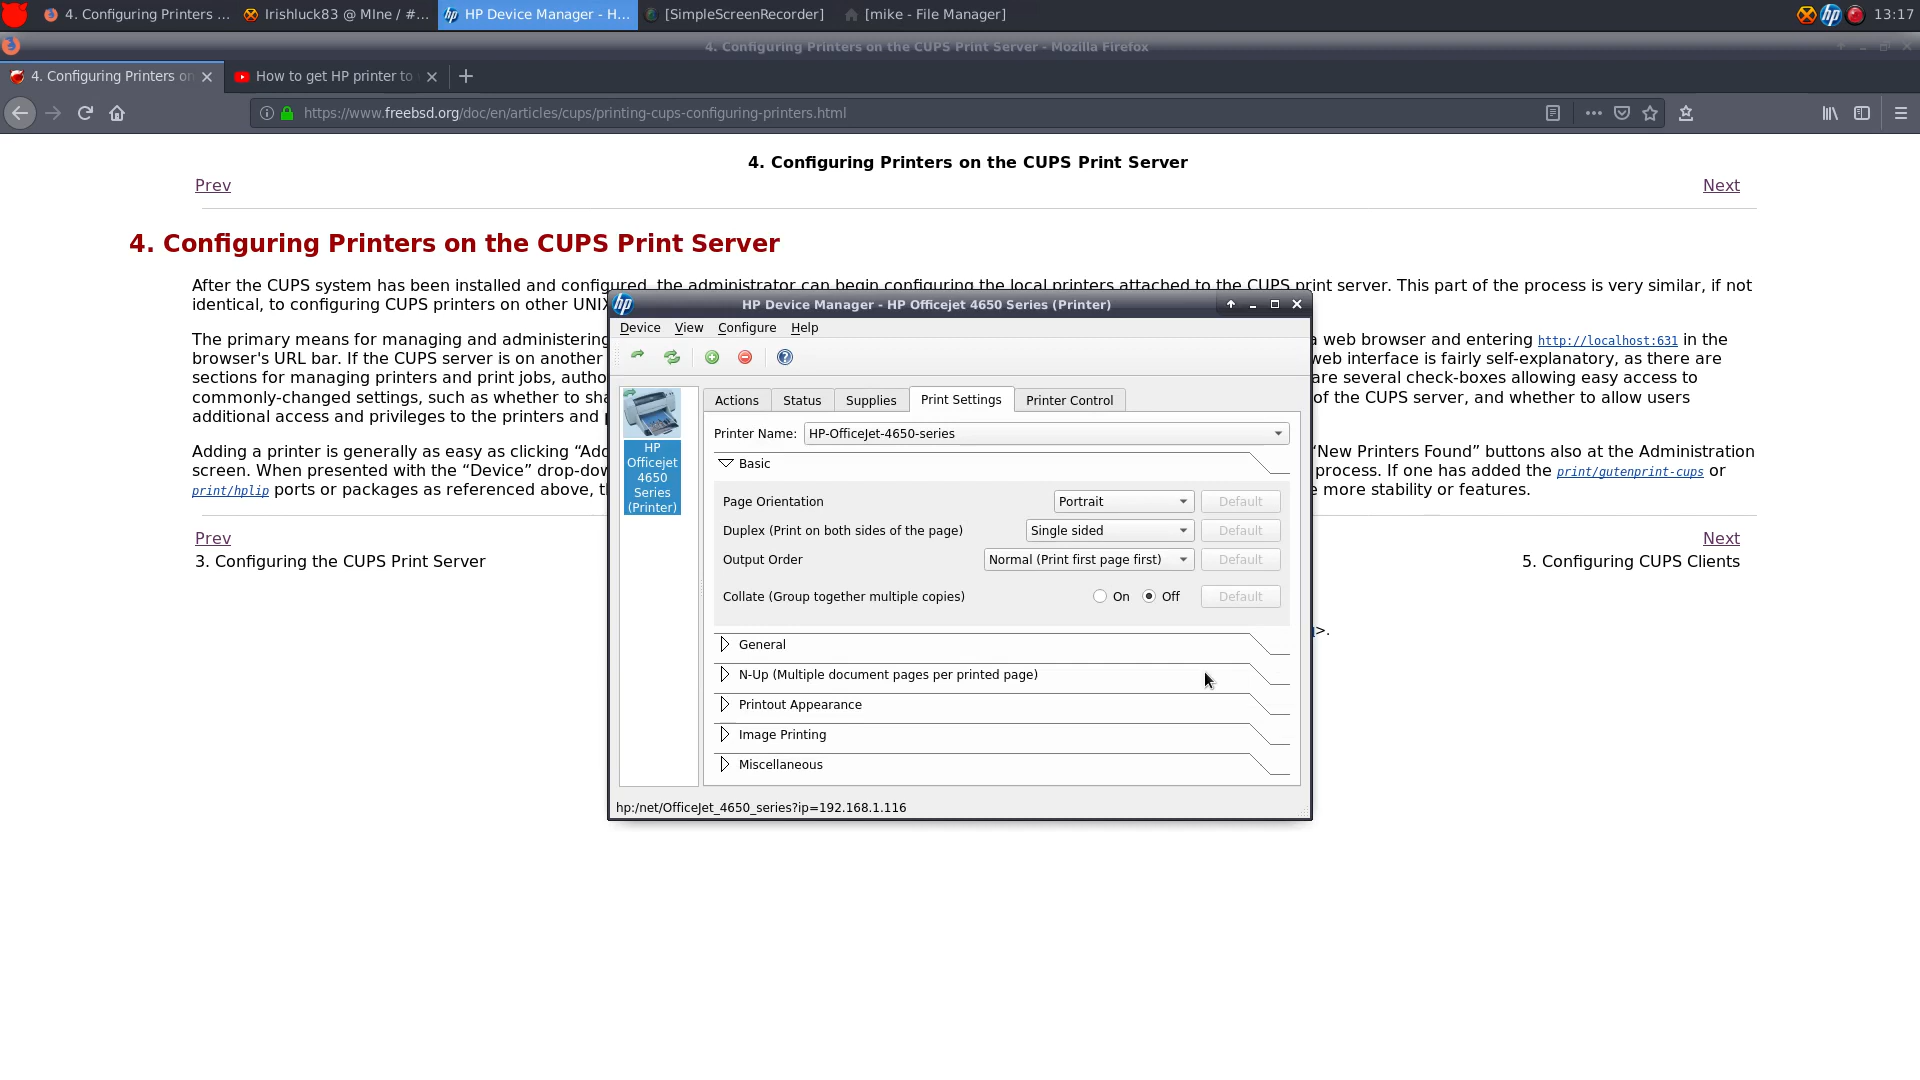 4. Configuring Printers ...
Irishluck83 @ MIne / #...
HP Device Manager - H...
[SimpleScreenRecorder]
[mike - File Manager]
hp
13:17
4. Configuring Printers on the CUPS Print Server - Mozilla Firefox
4. Configuring Printers on
How to get HP printer to
https://www.freebsd.org/doc/en/articles/cups/printing-cups-configuring-printers.html
4. Configuring Printers on the CUPS Print Server
Prev
Next
4. Configuring Printers on the CUPS Print Server
After the CUPS system has been installed and configured, the administrator can begin configuring the local printers attached to the CUPS print server. This part of the process is very similar, if not
identical, to configuring CUPS printers on other UNIX
The primary means for managing and administering
a web browser and entering http://localhost:631 in the
browser's URL bar. If the CUPS server is on another
web interface is fairly self-explanatory, as there are
sections for managing printers and print jobs, autho
are several check-boxes allowing easy access to
commonly-changed settings, such as whether to sha
of the CUPS server, and whether to allow users
additional access and privileges to the printers and p
Adding a printer is generally as easy as clicking “Add
“New Printers Found” buttons also at the Administration
screen. When presented with the “Device” drop-dow
process. If one has added the print/gutenprint-cups or
print/hplip ports or packages as referenced above, th
more stability or features.
Prev
Next
3. Configuring the CUPS Print Server
5. Configuring CUPS Clients
>.
hp
HP Device Manager - HP Officejet 4650 Series (Printer)
Device View Configure Help
HP
Officejet
4650
Series
(Printer)
Actions
Status
Supplies
Print Settings
Printer Control
Printer Name: HP-OfficeJet-4650-series
Basic
Page Orientation Portrait Default
Duplex (Print on both sides of the page) Single sided Default
Output Order Normal (Print first page first) Default
Collate (Group together multiple copies) On Off Default
General
N-Up (Multiple document pages per printed page)
Printout Appearance
Image Printing
Miscellaneous
hp:/net/OfficeJet_4650_series?ip=192.168.1.116